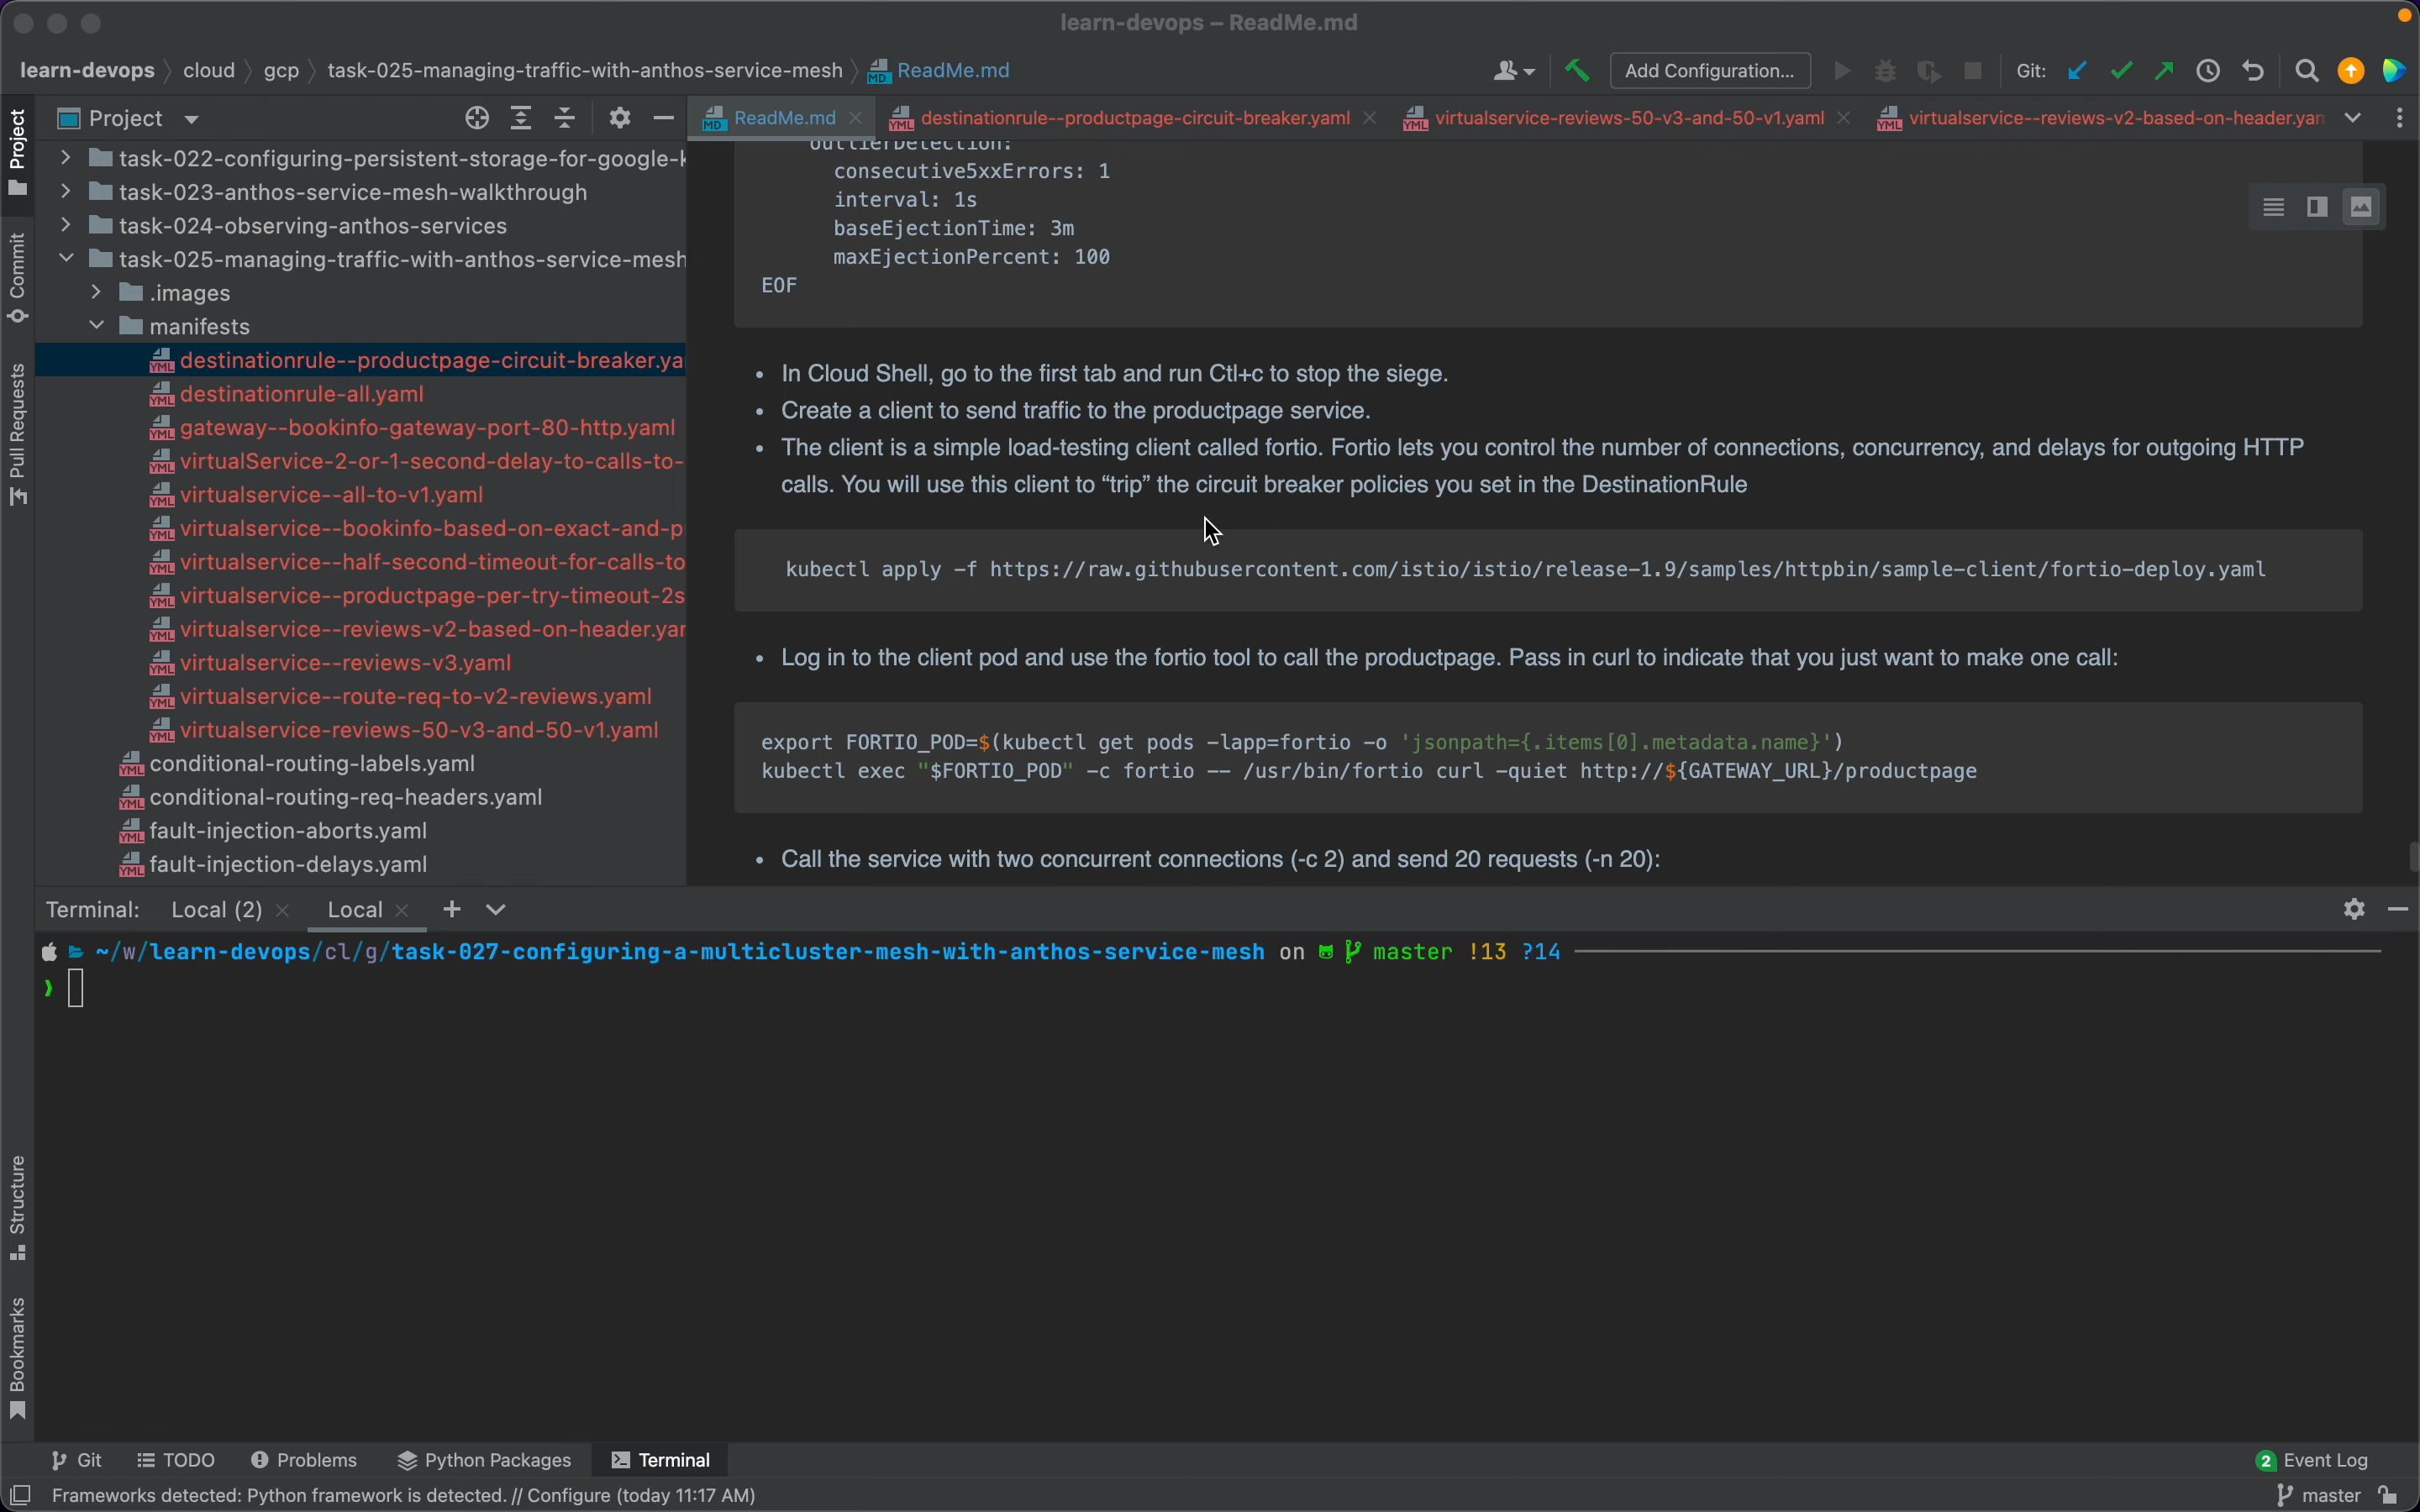 learn-devops – ReadMe.md
learn-devops cloud gcp task-025-managing-traffic-with-anthos-service-mesh ReadMe.md
Add Configuration...
Git:
Project
ReadMe.md
destinationrule--productpage-circuit-breaker.yaml
virtualservice-reviews-50-v3-and-50-v1.yaml
virtualservice--reviews-v2-based-on-header.yam
Project
Commit
Pull Requests
Structure
Bookmarks
task-022-configuring-persistent-storage-for-google-k
task-023-anthos-service-mesh-walkthrough
task-024-observing-anthos-services
task-025-managing-traffic-with-anthos-service-mesh
.images
manifests
destinationrule--productpage-circuit-breaker.ya
destinationrule-all.yaml
gateway--bookinfo-gateway-port-80-http.yaml
virtualService-2-or-1-second-delay-to-calls-to-
virtualservice--all-to-v1.yaml
virtualservice--bookinfo-based-on-exact-and-p
virtualservice--half-second-timeout-for-calls-to
virtualservice--productpage-per-try-timeout-2s
virtualservice--reviews-v2-based-on-header.yam
virtualservice--reviews-v3.yaml
virtualservice--route-req-to-v2-reviews.yaml
virtualservice-reviews-50-v3-and-50-v1.yaml
conditional-routing-labels.yaml
conditional-routing-req-headers.yaml
fault-injection-aborts.yaml
fault-injection-delays.yaml
outlierDetection:
consecutive5xxErrors: 1
interval: 1s
baseEjectionTime: 3m
maxEjectionPercent: 100
EOF
• In Cloud Shell, go to the first tab and run Ctl+c to stop the siege.
• Create a client to send traffic to the productpage service.
• The client is a simple load-testing client called fortio. Fortio lets you control the number of connections, concurrency, and delays for outgoing HTTP
calls. You will use this client to “trip” the circuit breaker policies you set in the DestinationRule
kubectl apply -f https://raw.githubusercontent.com/istio/istio/release-1.9/samples/httpbin/sample-client/fortio-deploy.yaml
• Log in to the client pod and use the fortio tool to call the productpage. Pass in curl to indicate that you just want to make one call:
export FORTIO_POD=$(kubectl get pods -lapp=fortio -o 'jsonpath={.items[0].metadata.name}')
kubectl exec "$FORTIO_POD" -c fortio -- /usr/bin/fortio curl -quiet http://${GATEWAY_URL}/productpage
• Call the service with two concurrent connections (-c 2) and send 20 requests (-n 20):
Terminal: Local (2) Local
~/w/learn-devops/cl/g/task-027-configuring-a-multicluster-mesh-with-anthos-service-mesh on master !13 ?14
❯
Git TODO Problems Python Packages Terminal
2 Event Log
Frameworks detected: Python framework is detected. // Configure (today 11:17 AM)
master